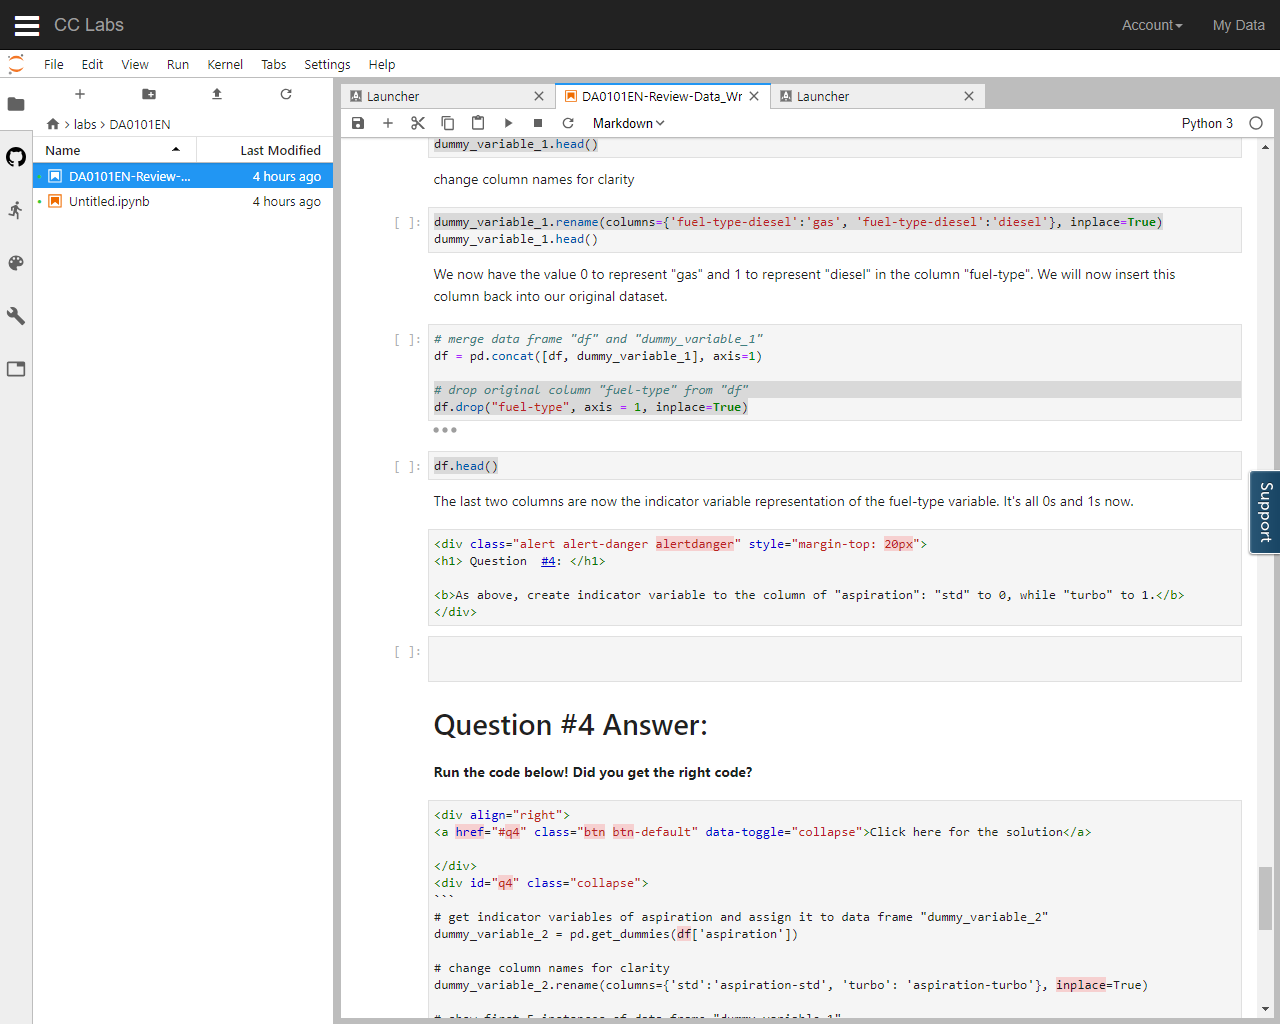 CC Labs
Account
My Data
File
Edit
View
Run
Kernel
Tabs
Settings
Help
labs
DA0101EN
Name
Last Modified
DA0101EN-Review-...
4 hours ago
Untitled.ipynb
4 hours ago
Launcher
DA0101EN-Review-Data_Wr
Launcher
Markdown
Python 3
dummy_variable_1.head()
change column names for clarity
[ ]:
dummy_variable_1.rename(columns={'fuel-type-diesel':'gas', 'fuel-type-diesel':'diesel'}, inplace=True)
dummy_variable_1.head()
We now have the value 0 to represent "gas" and 1 to represent "diesel" in the column "fuel-type". We will now insert this
column back into our original dataset.
[ ]:
# merge data frame "df" and "dummy_variable_1"
df = pd.concat([df, dummy_variable_1], axis=1)
# drop original column "fuel-type" from "df"
df.drop("fuel-type", axis = 1, inplace=True)
[ ]:
df.head()
The last two columns are now the indicator variable representation of the fuel-type variable. It's all 0s and 1s now.
<div class="alert alert-danger alertdanger" style="margin-top: 20px">
<h1> Question  #4: </h1>
<b>As above, create indicator variable to the column of "aspiration": "std" to 0, while "turbo" to 1.</b>
</div>
[ ]:
Question #4 Answer:
Run the code below! Did you get the right code?
<div align="right">
<a href="#q4" class="btn btn-default" data-toggle="collapse">Click here for the solution</a>
</div>
<div id="q4" class="collapse">
```
# get indicator variables of aspiration and assign it to data frame "dummy_variable_2"
dummy_variable_2 = pd.get_dummies(df['aspiration'])
# change column names for clarity
dummy_variable_2.rename(columns={'std':'aspiration-std', 'turbo': 'aspiration-turbo'}, inplace=True)
# show first 5 instances of data frame "dummy_variable_1"
Support